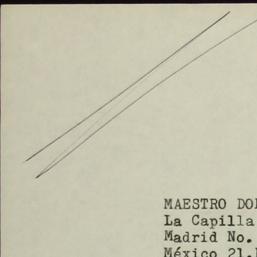 MAESTRO DO
La Capilla
Madrid No.
México 21.